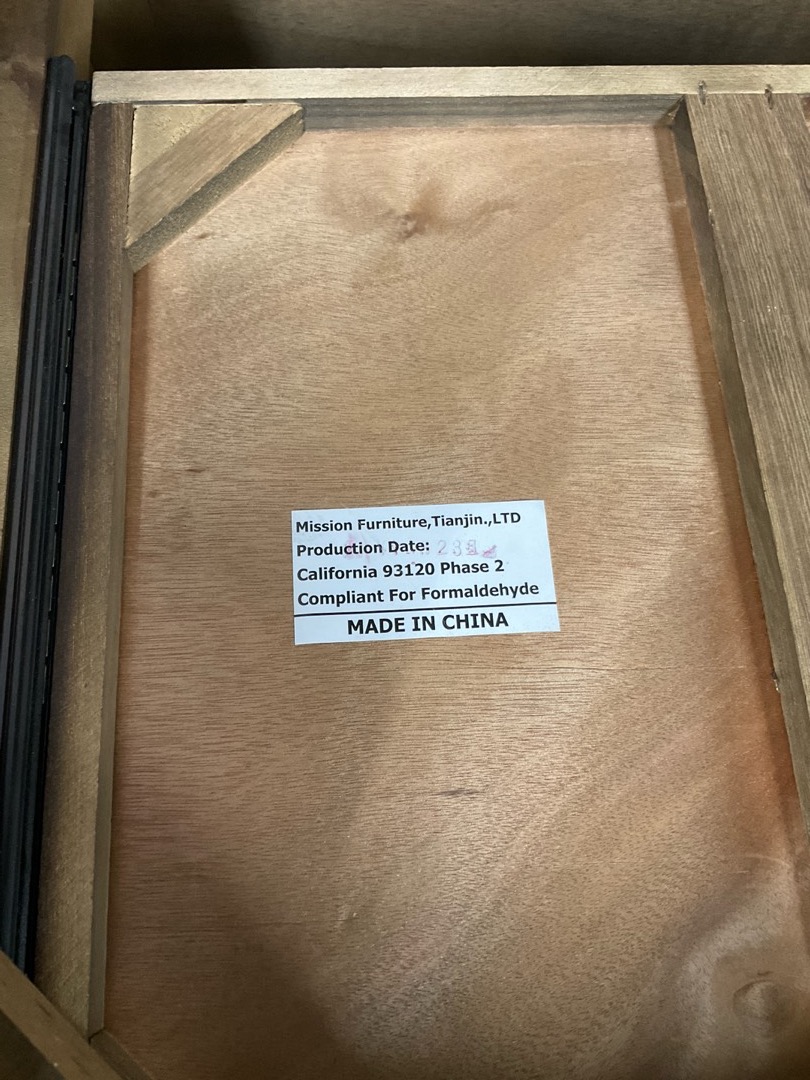 Mission Furniture,Tianjin.,LTD
Production Date:
California 93120 Phase 2
Compliant For Formaldehyde
MADE IN CHINA